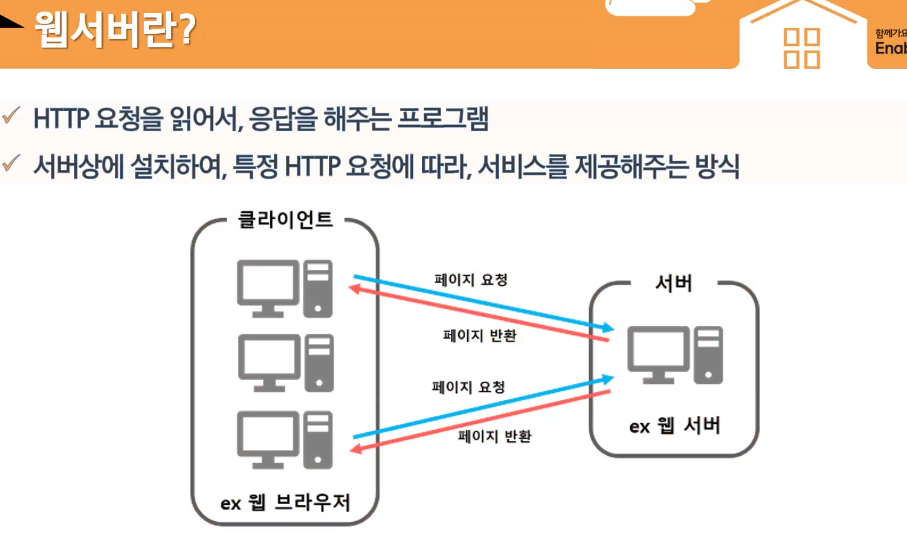 웹서버란?
함께가요
HTTP 요청을 읽어서, 응답을 해주는 프로그램
서버상에 설치하여, 특정 HTTP 요청에 따라, 서비스를 제공해주는 방식
클라이언트
페이지 요청
서버
페이지 반환
페이지 요청
ex 웹 서버
페이지 반환
ex 웹 브라우저